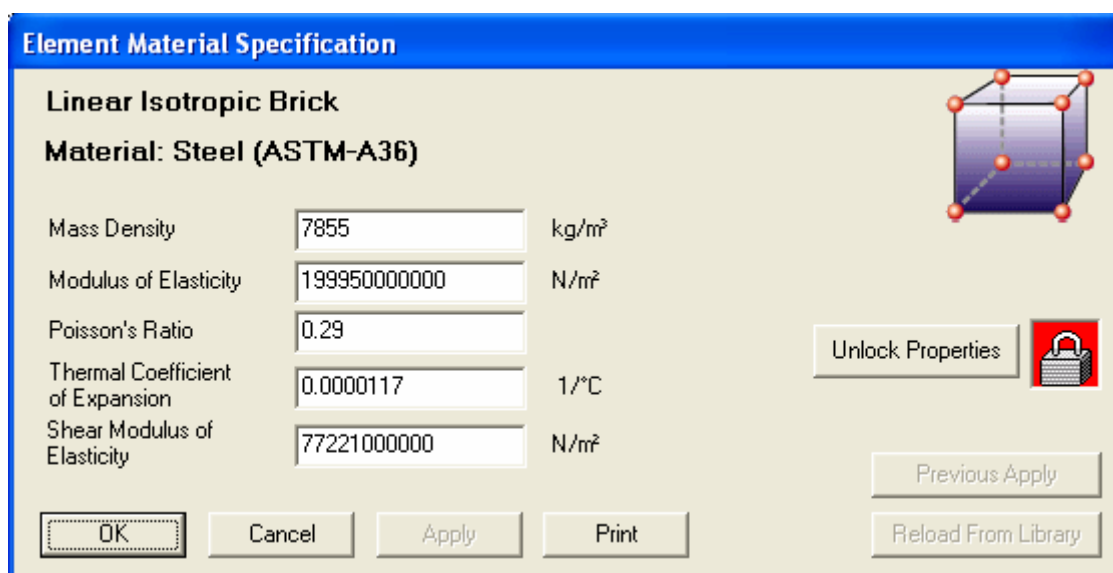 Element Material Specification
Linear Isotropic Brick
Material: Steel (ASTM-A36)
Mass Density 7855 kg/m³
Modulus of Elasticity 199950000000 N/m²
Poisson's Ratio 0.29
Unlock Properties
Thermal Coefficient
of Expansion 0.0000117 1/°C
Shear Modulus of
Elasticity 77221000000 N/m²
Previous Apply
OK Cancel Apply Print Reload From Library